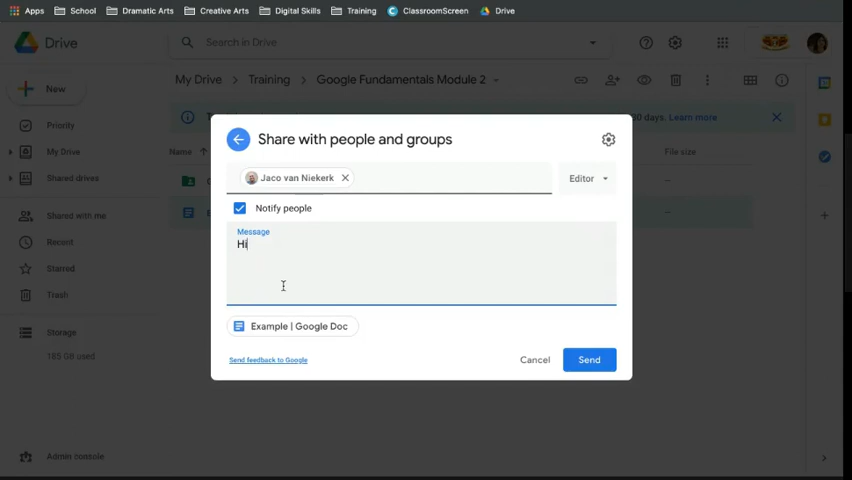 Apps School Dramatic Arts Creative Arts Digital Skills Training ClassroomScreen Drive
Drive Search in Drive
New My Drive Training Google Fundamentals Module 2
Priority 30 days. Learn more
My Drive Name File size
Shared drives
Shared with me
Recent
Starred
Trash
Storage
185 GB used
Admin console
Share with people and groups
Jaco van Niekerk Editor
Notify people
Message
Hi
Example | Google Doc
Send feedback to Google Cancel Send